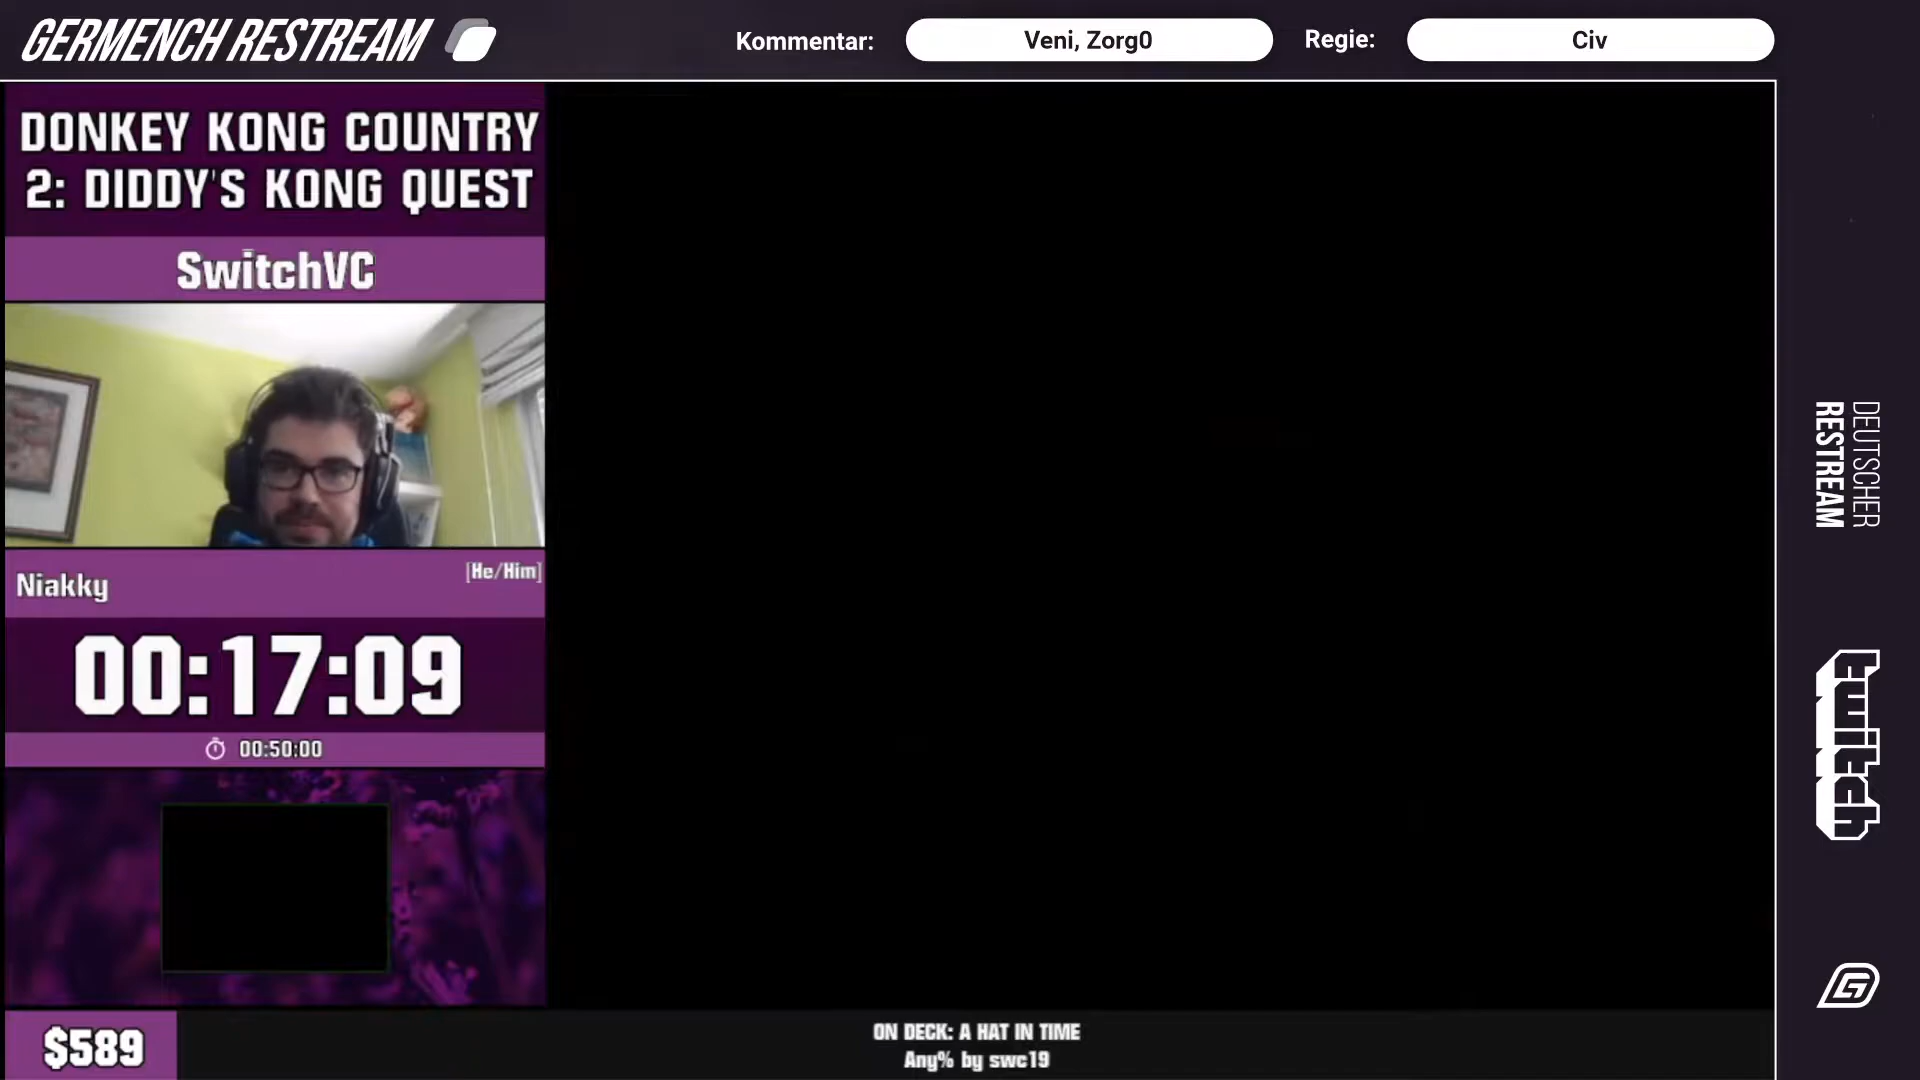 GERMENCH RESTREAM
Kommentar:
Veni, Zorg0
Regie:
Civ
DONKEY KONG COUNTRY
2: DIDDY'S KONG QUEST
SwitchVC
Niakky
[He/Him]
00:17:09
00:50:00
$589
ON DECK: A HAT IN TIME
Any% by swc19
DEUTSCHER
RESTREAM
twitch